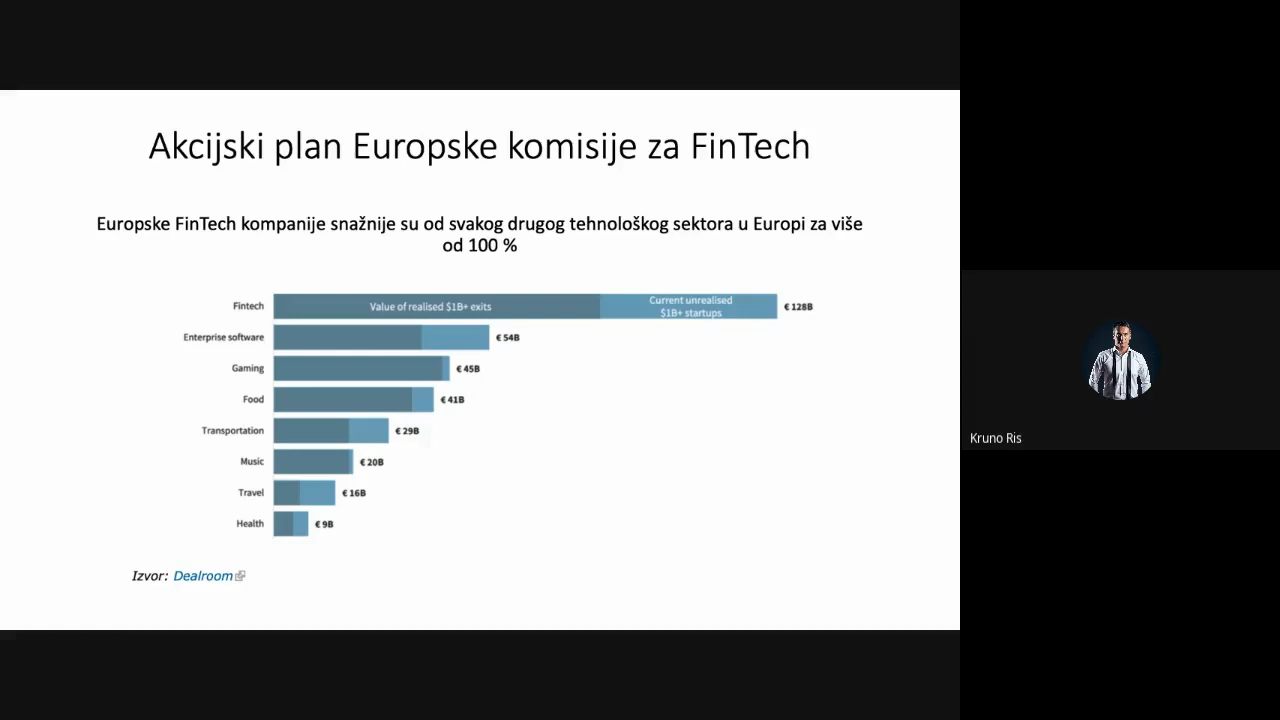 Akcijski plan Europske komisije za FinTech
Europske FinTech kompanije snažnije su od svakog drugog tehnološkog sektora u Europi za više
od 100 %
Fintech
Value of realised $1B+ exits
Current unrealised
$1B+ startups
€ 128B
Enterprise software
€ 54B
Gaming
€ 45B
Food
€ 41B
Transportation
€ 29B
Music
€ 20B
Travel
€ 16B
Health
€ 9B
Izvor: Dealroom
Kruno Ris